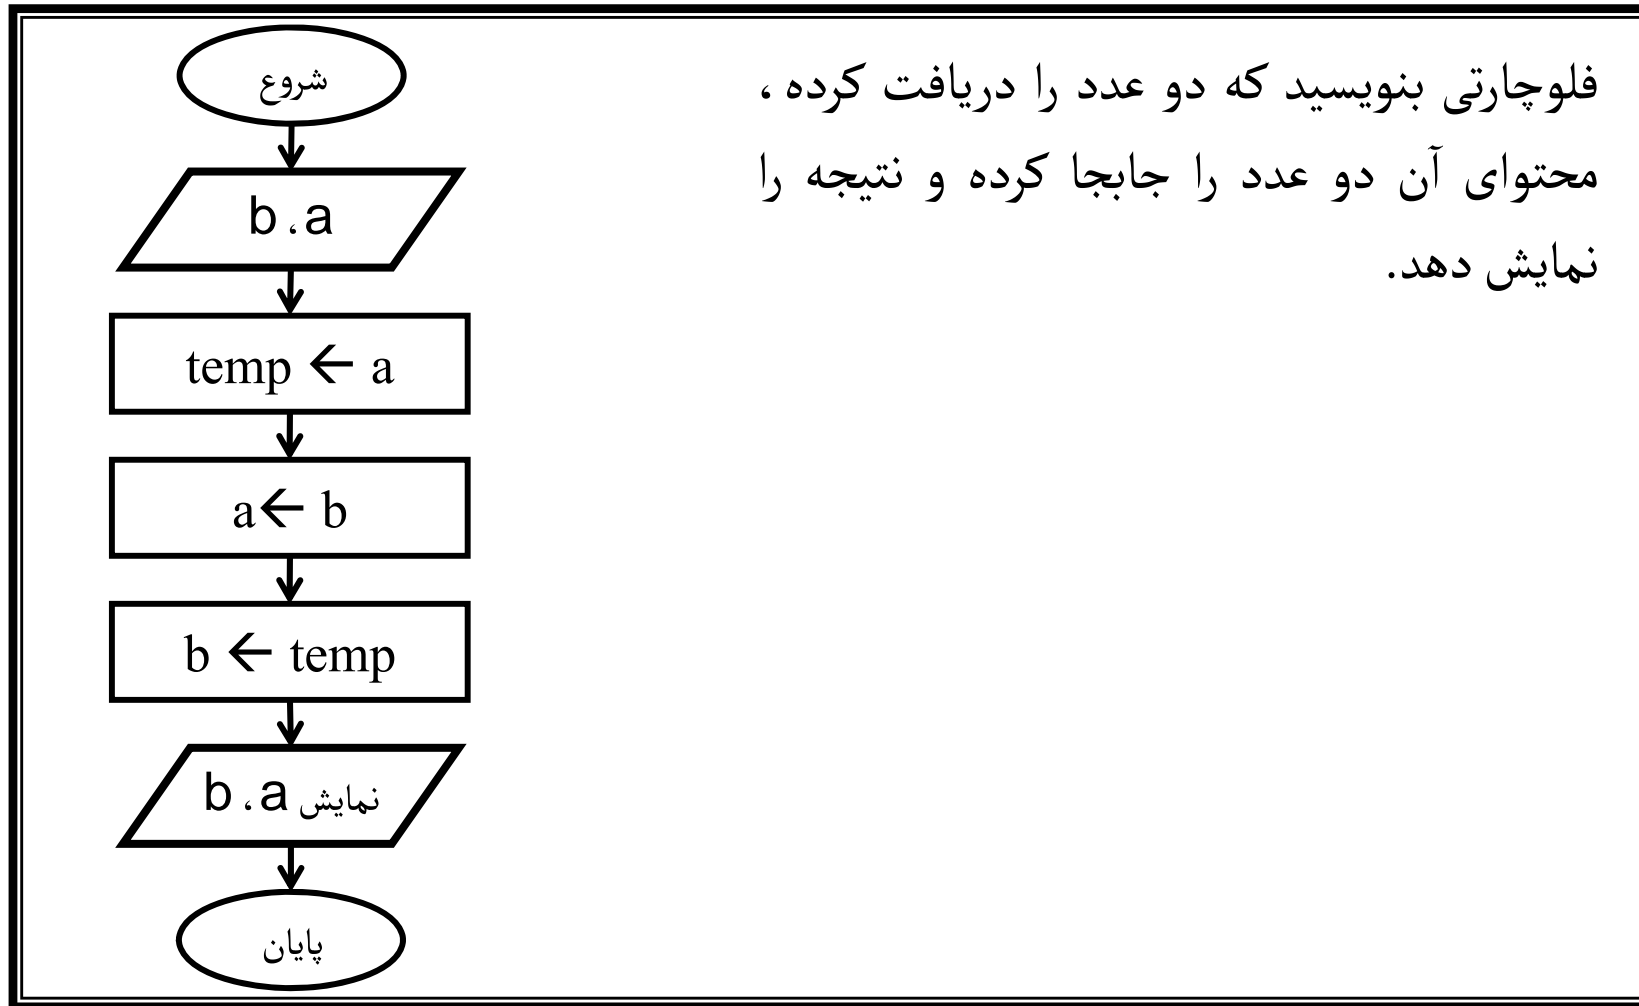 فلوچارتی بنویسید که دو عدد را دریافت کرده ،
محتوای آن دو عدد را جابجا کرده و نتیجه را
نمایش دهد.
شروع
a، b
temp ← a
a← b
b ← temp
نمایش a، b
پایان